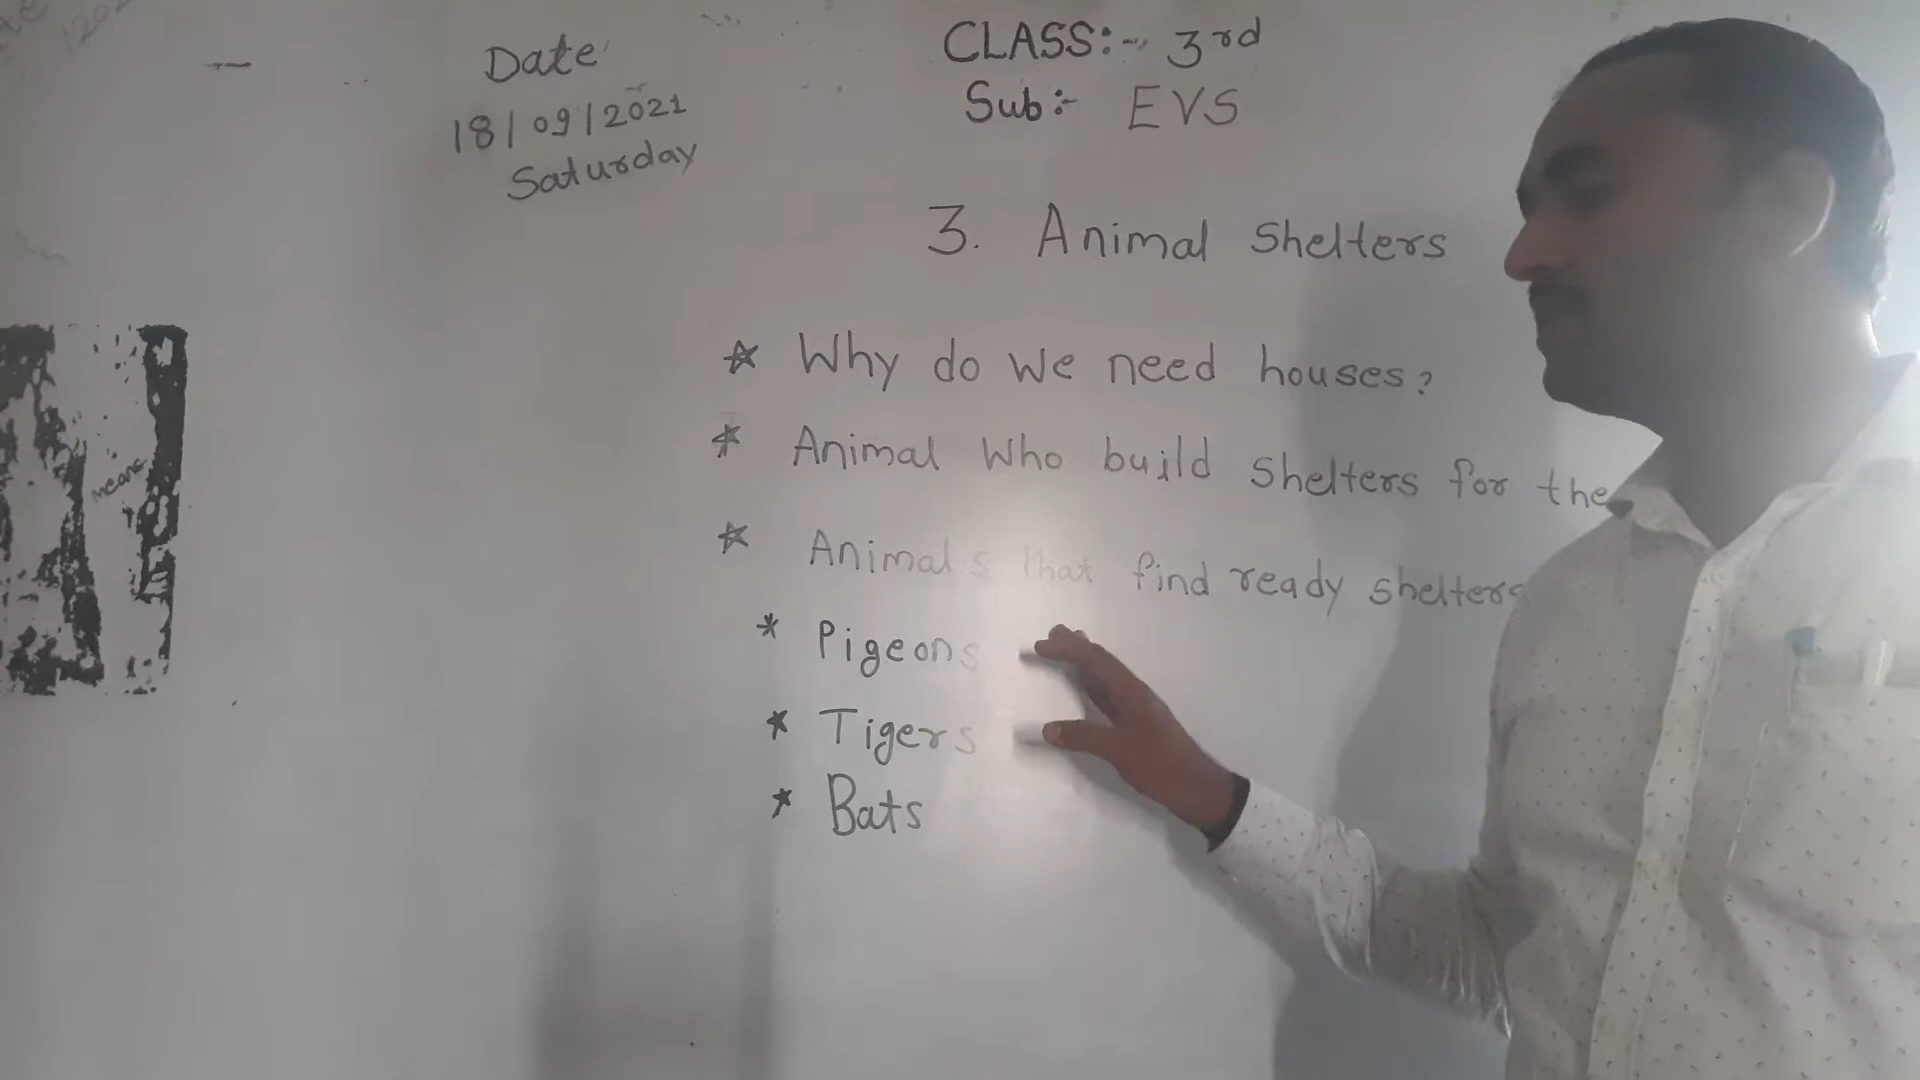 Date
18/09/2021
Saturday
CLASS:- 3rd
Sub:- EVS
3. Animal Shelters
☆ Why do we need houses?
☆ Animal Who build Shelters for the
☆ Animals that find ready shelters
* Pigeons
* Tigers
* Bats
means